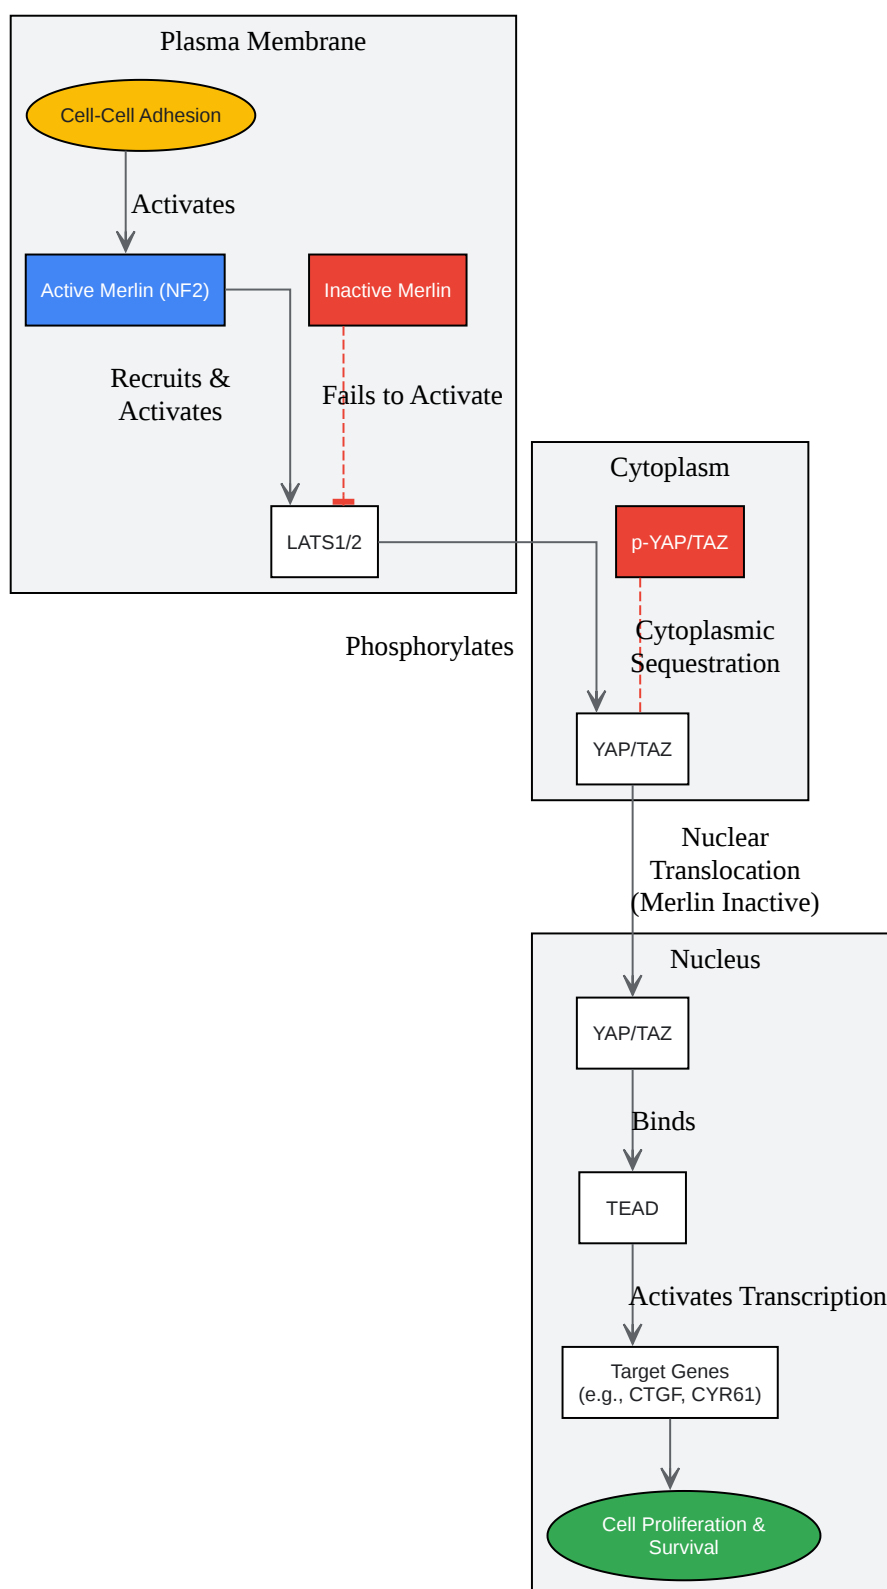 Plasma Membrane
Cell-Cell Adhesion
Activates
Active Merlin (NF2)
Inactive Merlin
Recruits &
Activates
Fails to Activate
LATS1/2
Cytoplasm
p-YAP/TAZ
Phosphorylates
Cytoplasmic
Sequestration
YAP/TAZ
Nuclear
Translocation
(Merlin Inactive)
Nucleus
YAP/TAZ
Binds
TEAD
Activates Transcription
Target Genes
(e.g., CTGF, CYR61)
Cell Proliferation &
Survival